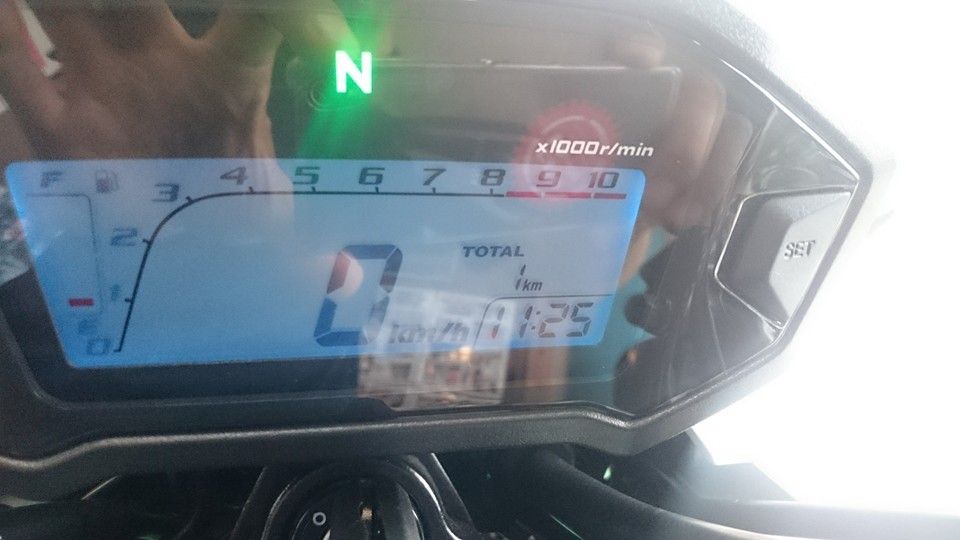 N
x1000r/min
F 3 4 5 6 7 8 9 10
2
TOTAL
1 km
SET
1
E
0
0 km/h 11:25